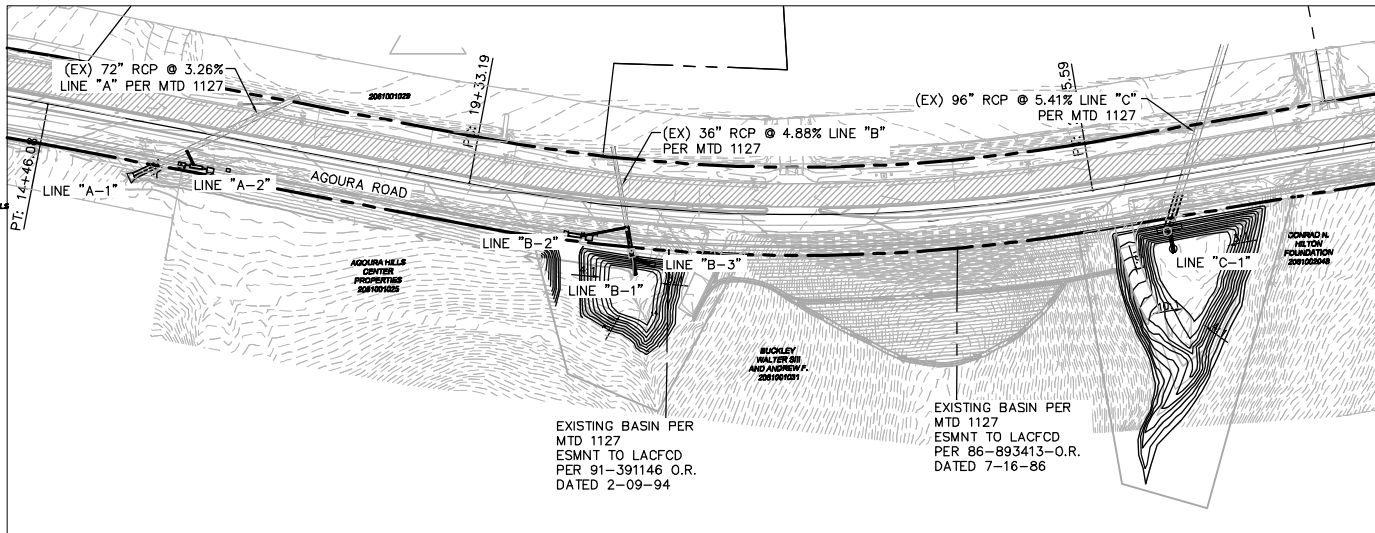 (EX) 72" RCP @ 3.26%
LINE "A" PER MTD 1127
2061001029
19+33.19
5.59
(EX) 96" RCP @ 5.41% LINE "C"
PER MTD 1127
(EX) 36" RCP @ 4.88% LINE "B"
PER MTD 1127
PT: 14+46.08
LINE "A-1"
LINE "A-2"
AGOURA ROAD
LINE "B-2"
LINE "B-3"
LINE "B-1"
AGOURA HILLS
CENTER
PROPERTIES
2061001025
CONRAD N.
HILTON
FOUNDATION
2061002048
LINE "C-1"
BUCKLEY
WALTER SIII
AND ANDREW F.
2061001031
EXISTING BASIN PER
MTD 1127
ESMNT TO LACFCD
PER 91-391146 O.R.
DATED 2-09-94
EXISTING BASIN PER
MTD 1127
ESMNT TO LACFCD
PER 86-893413-O.R.
DATED 7-16-86